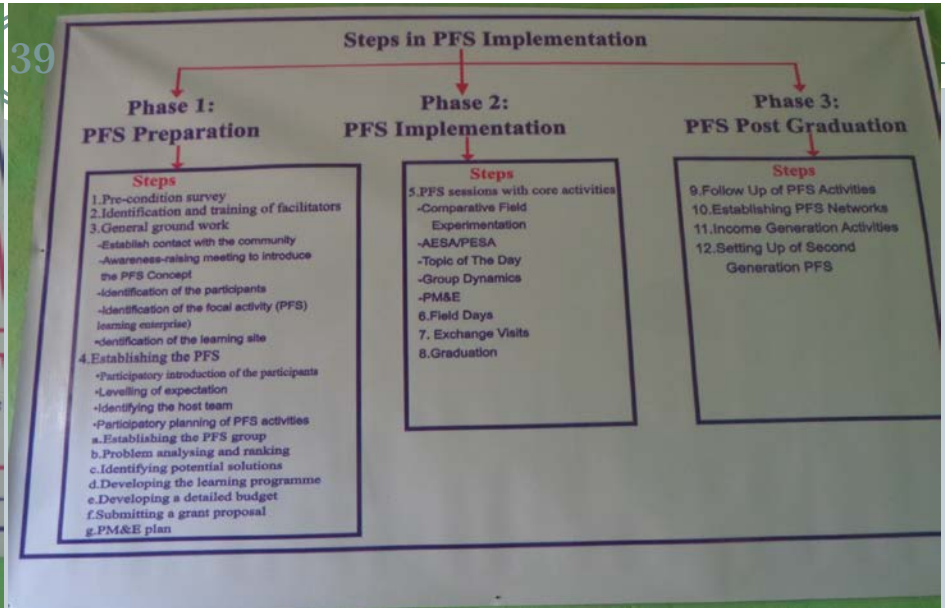 39
Steps in PFS Implementation
Phase 1:
PFS Preparation
Steps
1.Pre-condition survey
2.Identification and training of facilitators
3.General ground work
-Establish contact with the community
-Awareness-raising meeting to introduce
the PFS Concept
-Identification of the participants
-Identification of the focal activity (PFS)
learning enterprise)
-dentification of the learning site
4.Establishing the PFS
•Participatory introduction of the participants
•Levelling of expectation
•Identifying the host team
•Participatory planning of PFS activities
a.Establishing the PFS group
b.Problem analysing and ranking
c.Identifying potential solutions
d.Developing the learning programme
e.Developing a detailed budget
f.Submitting a grant proposal
g.PM&E plan
Phase 2:
PFS Implementation
Steps
5.PFS sessions with core activities
-Comparative Field
Experimentation
-AESA/PESA
-Topic of The Day
-Group Dynamics
-PM&E
6.Field Days
7. Exchange Visits
8.Graduation
Phase 3:
PFS Post Graduation
Steps
9.Follow Up of PFS Activities
10.Establishing PFS Networks
11.Income Generation Activities
12.Setting Up of Second
Generation PFS